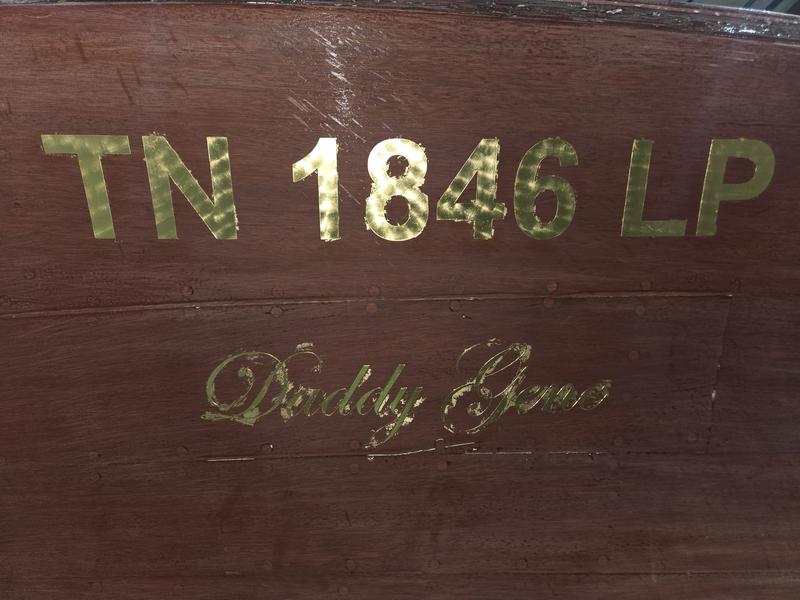 TN 1846 LP
Daddy Gene